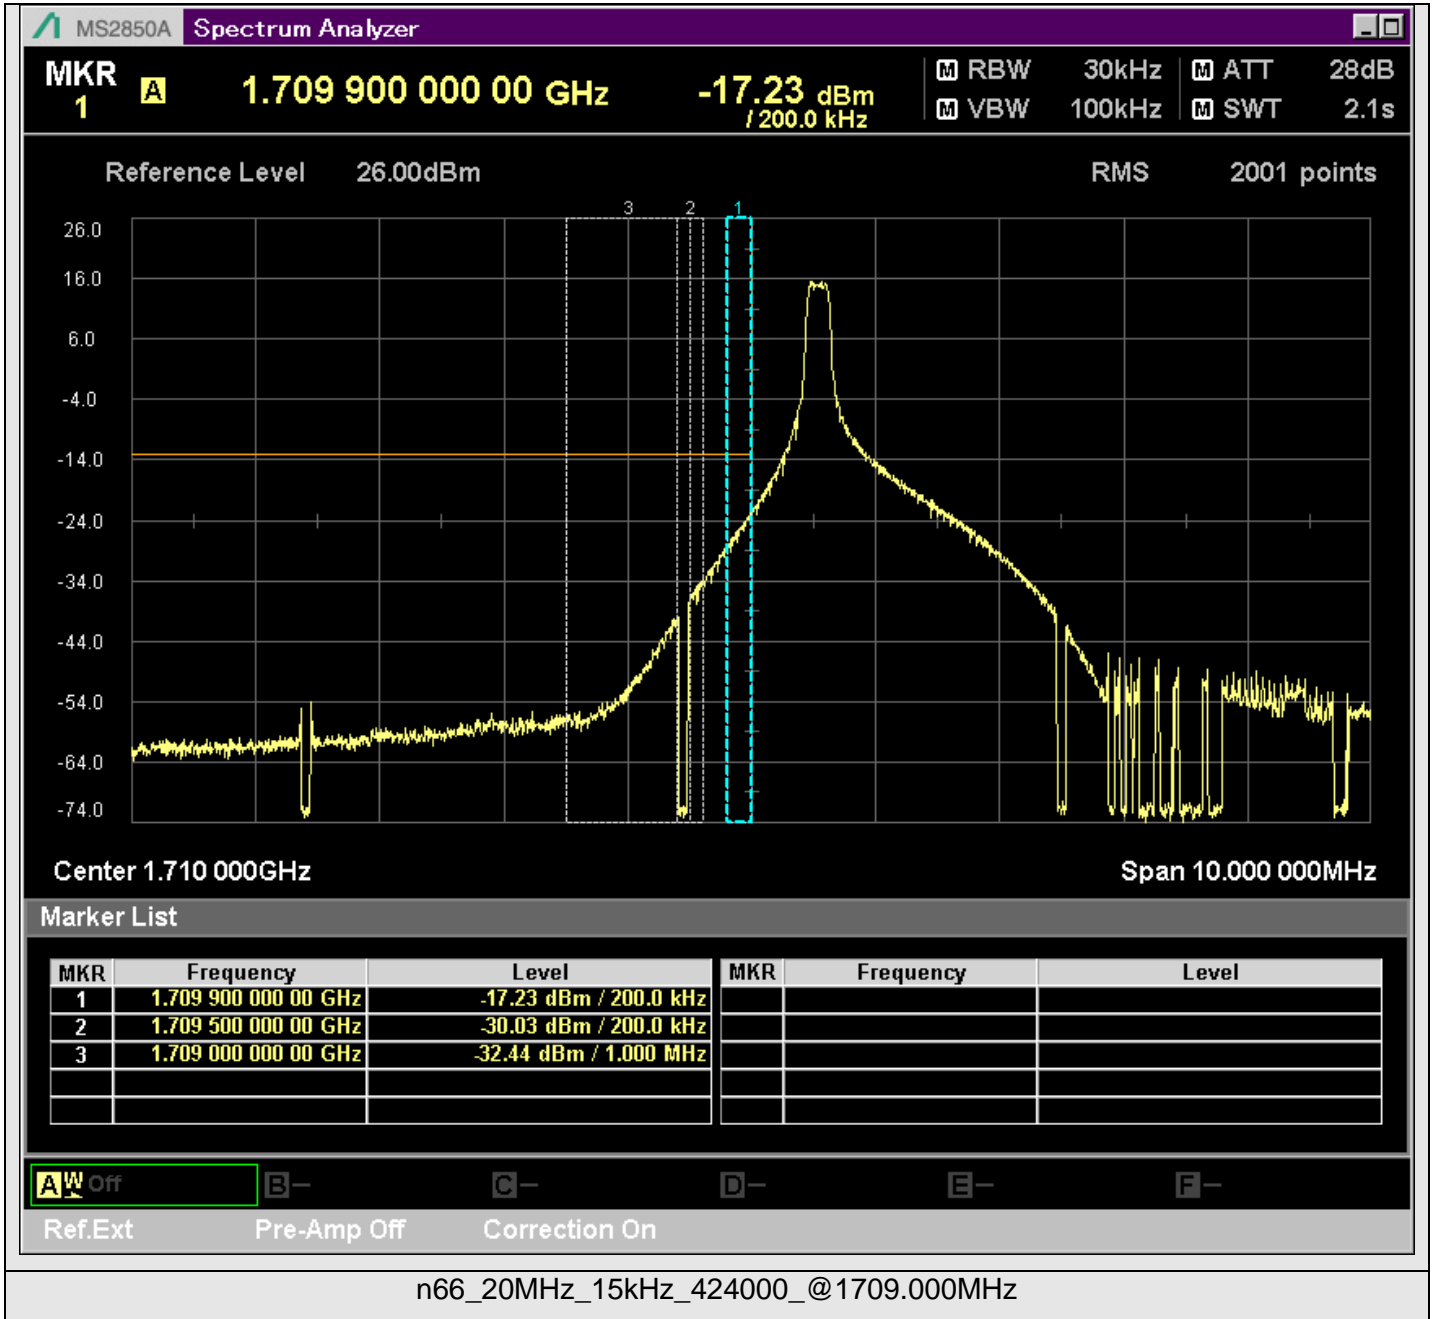 MS2850A Spectrum Analyzer
MKR 1 A 1.709 900 000 00 GHz -17.23 dBm / 200.0 kHz
M RBW 30kHz M ATT 28dB
M VBW 100kHz M SWT 2.1s
Reference Level 26.00dBm RMS 2001 points
3 2 1
26.0
16.0
6.0
-4.0
-14.0
-24.0
-34.0
-44.0
-54.0
-64.0
-74.0
Center 1.710 000GHz Span 10.000 000MHz
Marker List
MKR Frequency Level MKR Frequency Level
1 1.709 900 000 00 GHz -17.23 dBm / 200.0 kHz
2 1.709 500 000 00 GHz -30.03 dBm / 200.0 kHz
3 1.709 000 000 00 GHz -32.44 dBm / 1.000 MHz
A W Off B— C— D— E— F—
Ref.Ext Pre-Amp Off Correction On
n66_20MHz_15kHz_424000_@1709.000MHz